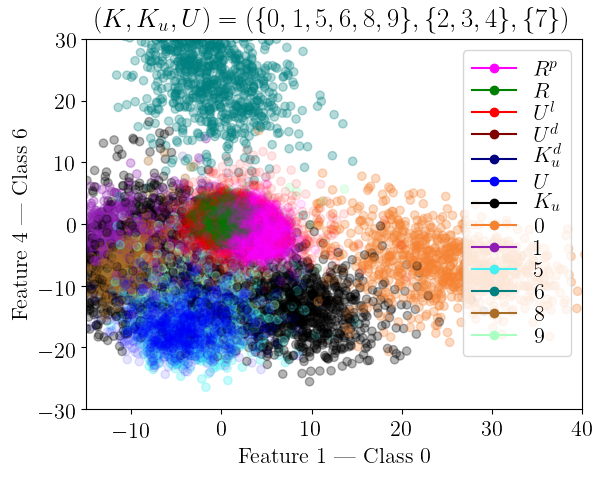 (K, K_u, U) = ({0, 1, 5, 6, 8, 9}, {2, 3, 4}, {7})
30
20
10
0
−10
−20
−30
Feature 4 — Class 6
R^p
R
U^l
U^d
K_u^d
U
K_u
0
1
5
6
8
9
−10
0
10
20
30
40
Feature 1 — Class 0